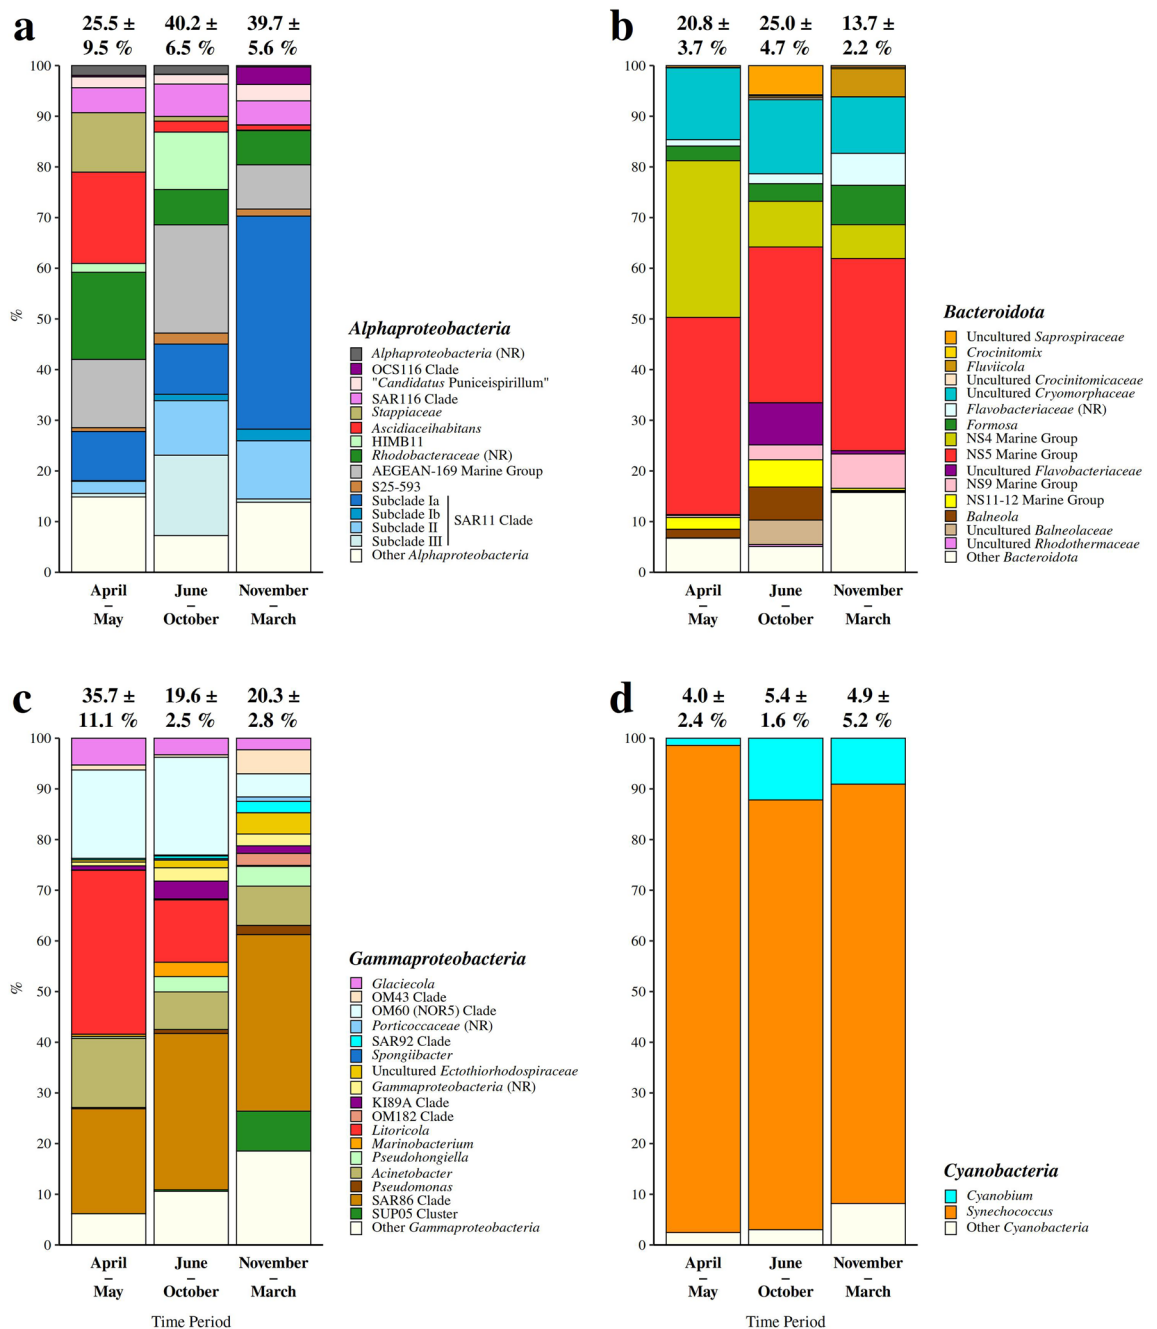 a
25.5 ± 40.2 ± 39.7 ±
9.5 % 6.5 % 5.6 %
100
90
80
70
60
50
40
30
20
10
0
%
April – May
June – October
November – March
Alphaproteobacteria
Alphaproteobacteria (NR)
OCS116 Clade
"Candidatus Puniceispirillum"
SAR116 Clade
Stappiaceae
Ascidiaceihabitans
HIMB11
Rhodobacteraceae (NR)
AEGEAN-169 Marine Group
S25-593
Subclade Ia
Subclade Ib
Subclade II
Subclade III
SAR11 Clade
Other Alphaproteobacteria
b
20.8 ± 25.0 ± 13.7 ±
3.7 % 4.7 % 2.2 %
100
90
80
70
60
50
40
30
20
10
0
April – May
June – October
November – March
Bacteroidota
Uncultured Saprospiraceae
Crocinitomix
Fluviicola
Uncultured Crocinitomicaceae
Uncultured Cryomorphaceae
Flavobacteriaceae (NR)
Formosa
NS4 Marine Group
NS5 Marine Group
Uncultured Flavobacteriaceae
NS9 Marine Group
NS11-12 Marine Group
Balneola
Uncultured Balneolaceae
Uncultured Rhodothermaceae
Other Bacteroidota
c
35.7 ± 19.6 ± 20.3 ±
11.1 % 2.5 % 2.8 %
100
90
80
70
60
50
40
30
20
10
0
%
April – May
June – October
November – March
Time Period
Gammaproteobacteria
Glaciecola
OM43 Clade
OM60 (NOR5) Clade
Porticoccaceae (NR)
SAR92 Clade
Spongiibacter
Uncultured Ectothiorhodospiraceae
Gammaproteobacteria (NR)
KI89A Clade
OM182 Clade
Litoricola
Marinobacterium
Pseudohongiella
Acinetobacter
Pseudomonas
SAR86 Clade
SUP05 Cluster
Other Gammaproteobacteria
d
4.0 ± 5.4 ± 4.9 ±
2.4 % 1.6 % 5.2 %
100
90
80
70
60
50
40
30
20
10
0
April – May
June – October
November – March
Time Period
Cyanobacteria
Cyanobium
Synechococcus
Other Cyanobacteria